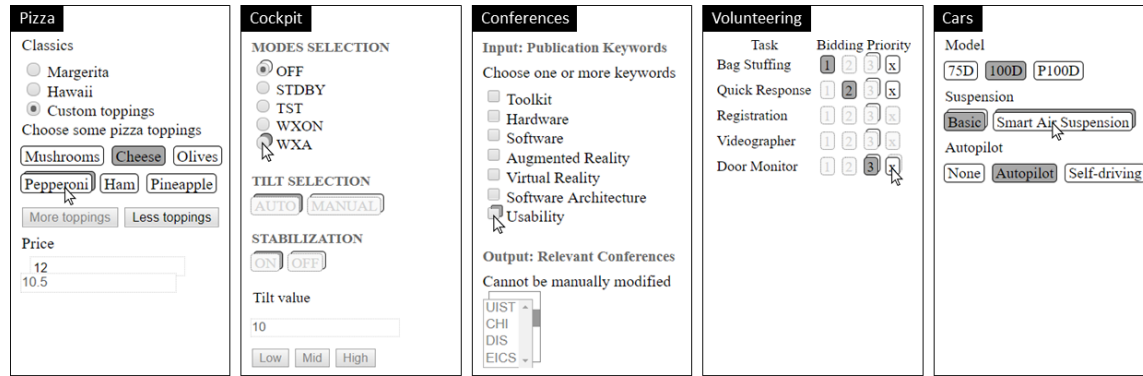 Pizza
Classics
Margerita
Hawaii
Custom toppings
Choose some pizza toppings
Mushrooms Cheese Olives
Pepperoni Ham Pineapple
More toppings Less toppings
Price
12
10.5
Cockpit
MODES SELECTION
OFF
STDBY
TST
WXON
WXA
TILT SELECTION
AUTO MANUAL
STABILIZATION
ON OFF
Tilt value
10
Low Mid High
Conferences
Input: Publication Keywords
Choose one or more keywords
Toolkit
Hardware
Software
Augmented Reality
Virtual Reality
Software Architecture
Usability
Output: Relevant Conferences
Cannot be manually modified
UIST
CHI
DIS
EICS
Volunteering
Task Bidding Priority
Bag Stuffing 1 2 3 x
Quick Response 1 2 3 x
Registration 1 2 3 x
Videographer 1 2 3 x
Door Monitor 1 2 3 x
Cars
Model
75D 100D P100D
Suspension
Basic Smart Air Suspension
Autopilot
None Autopilot Self-driving